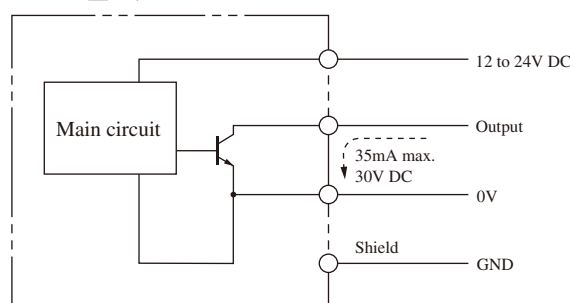 12 to 24V DC
Main circuit
Output
35mA max.
30V DC
0V
Shield
GND